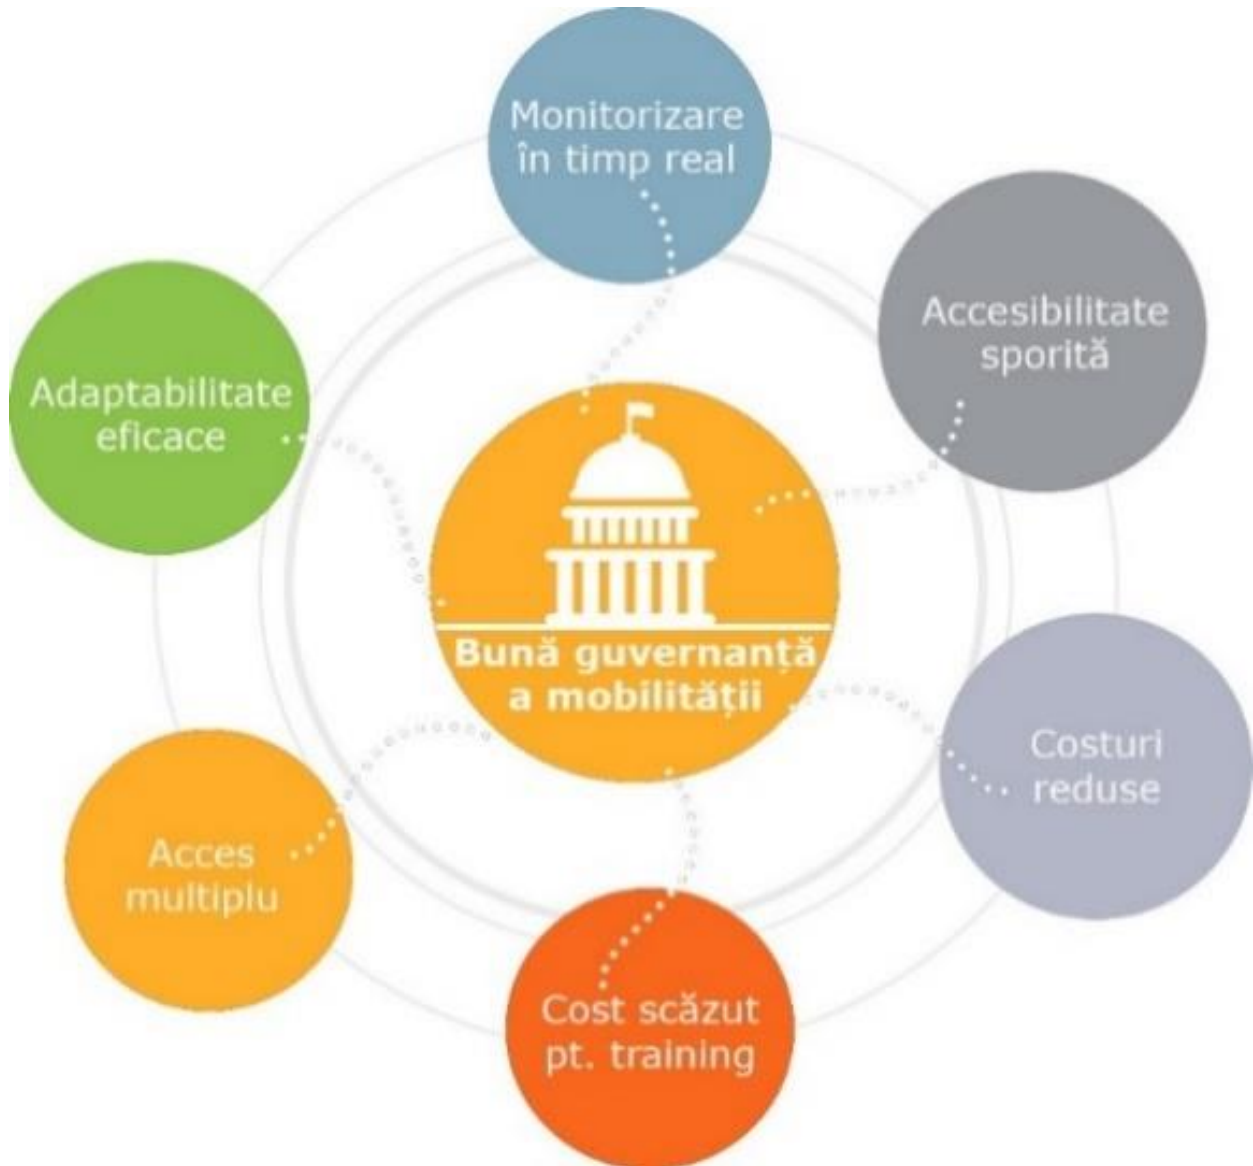 Monitorizare
în timp real
Accesibilitate
sporită
Adaptabilitate
eficace
Bună guvernanță
a mobilității
Costuri
reduse
Acces
multiplu
Cost scăzut
pt. training